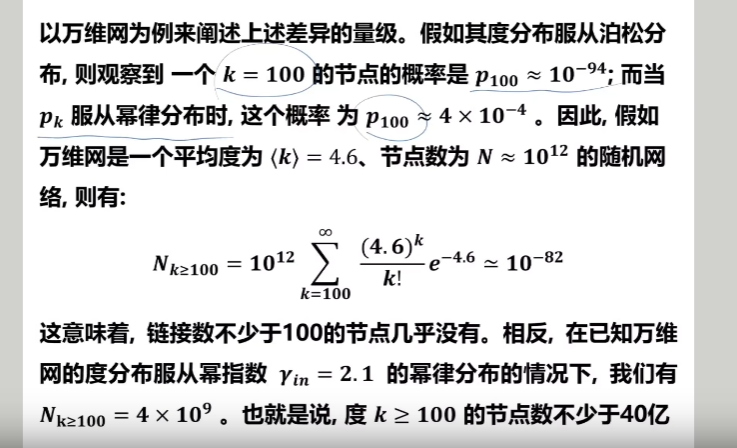 以万维网为例来阐述上述差异的量级。假如其度分布服从泊松分
布, 则观察到 一个 k = 100 的节点的概率是 p₁₀₀ ≈ 10⁻⁹⁴; 而当
pₖ 服从幂律分布时, 这个概率 为 p₁₀₀ ≈ 4 × 10⁻⁴ 。因此, 假如
万维网是一个平均度为 ⟨k⟩ = 4.6、节点数为 N ≈ 10¹² 的随机网
络, 则有:
N_{k≥100} = 10¹² ∑_{k=100}^{∞} \frac{(4.6)^k}{k!} e^{-4.6} ≃ 10⁻⁸²
这意味着, 链接数不少于100的节点几乎没有。相反, 在已知万维
网的度分布服从幂指数 γ_{in} = 2.1 的幂律分布的情况下, 我们有
N_{k≥100} = 4 × 10⁹ 。也就是说, 度 k ≥ 100 的节点数不少于40亿